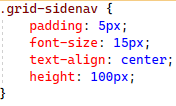 .grid-sidenav {
    padding: 5px;
    font-size: 15px;
    text-align: center;
    height: 100px;
}